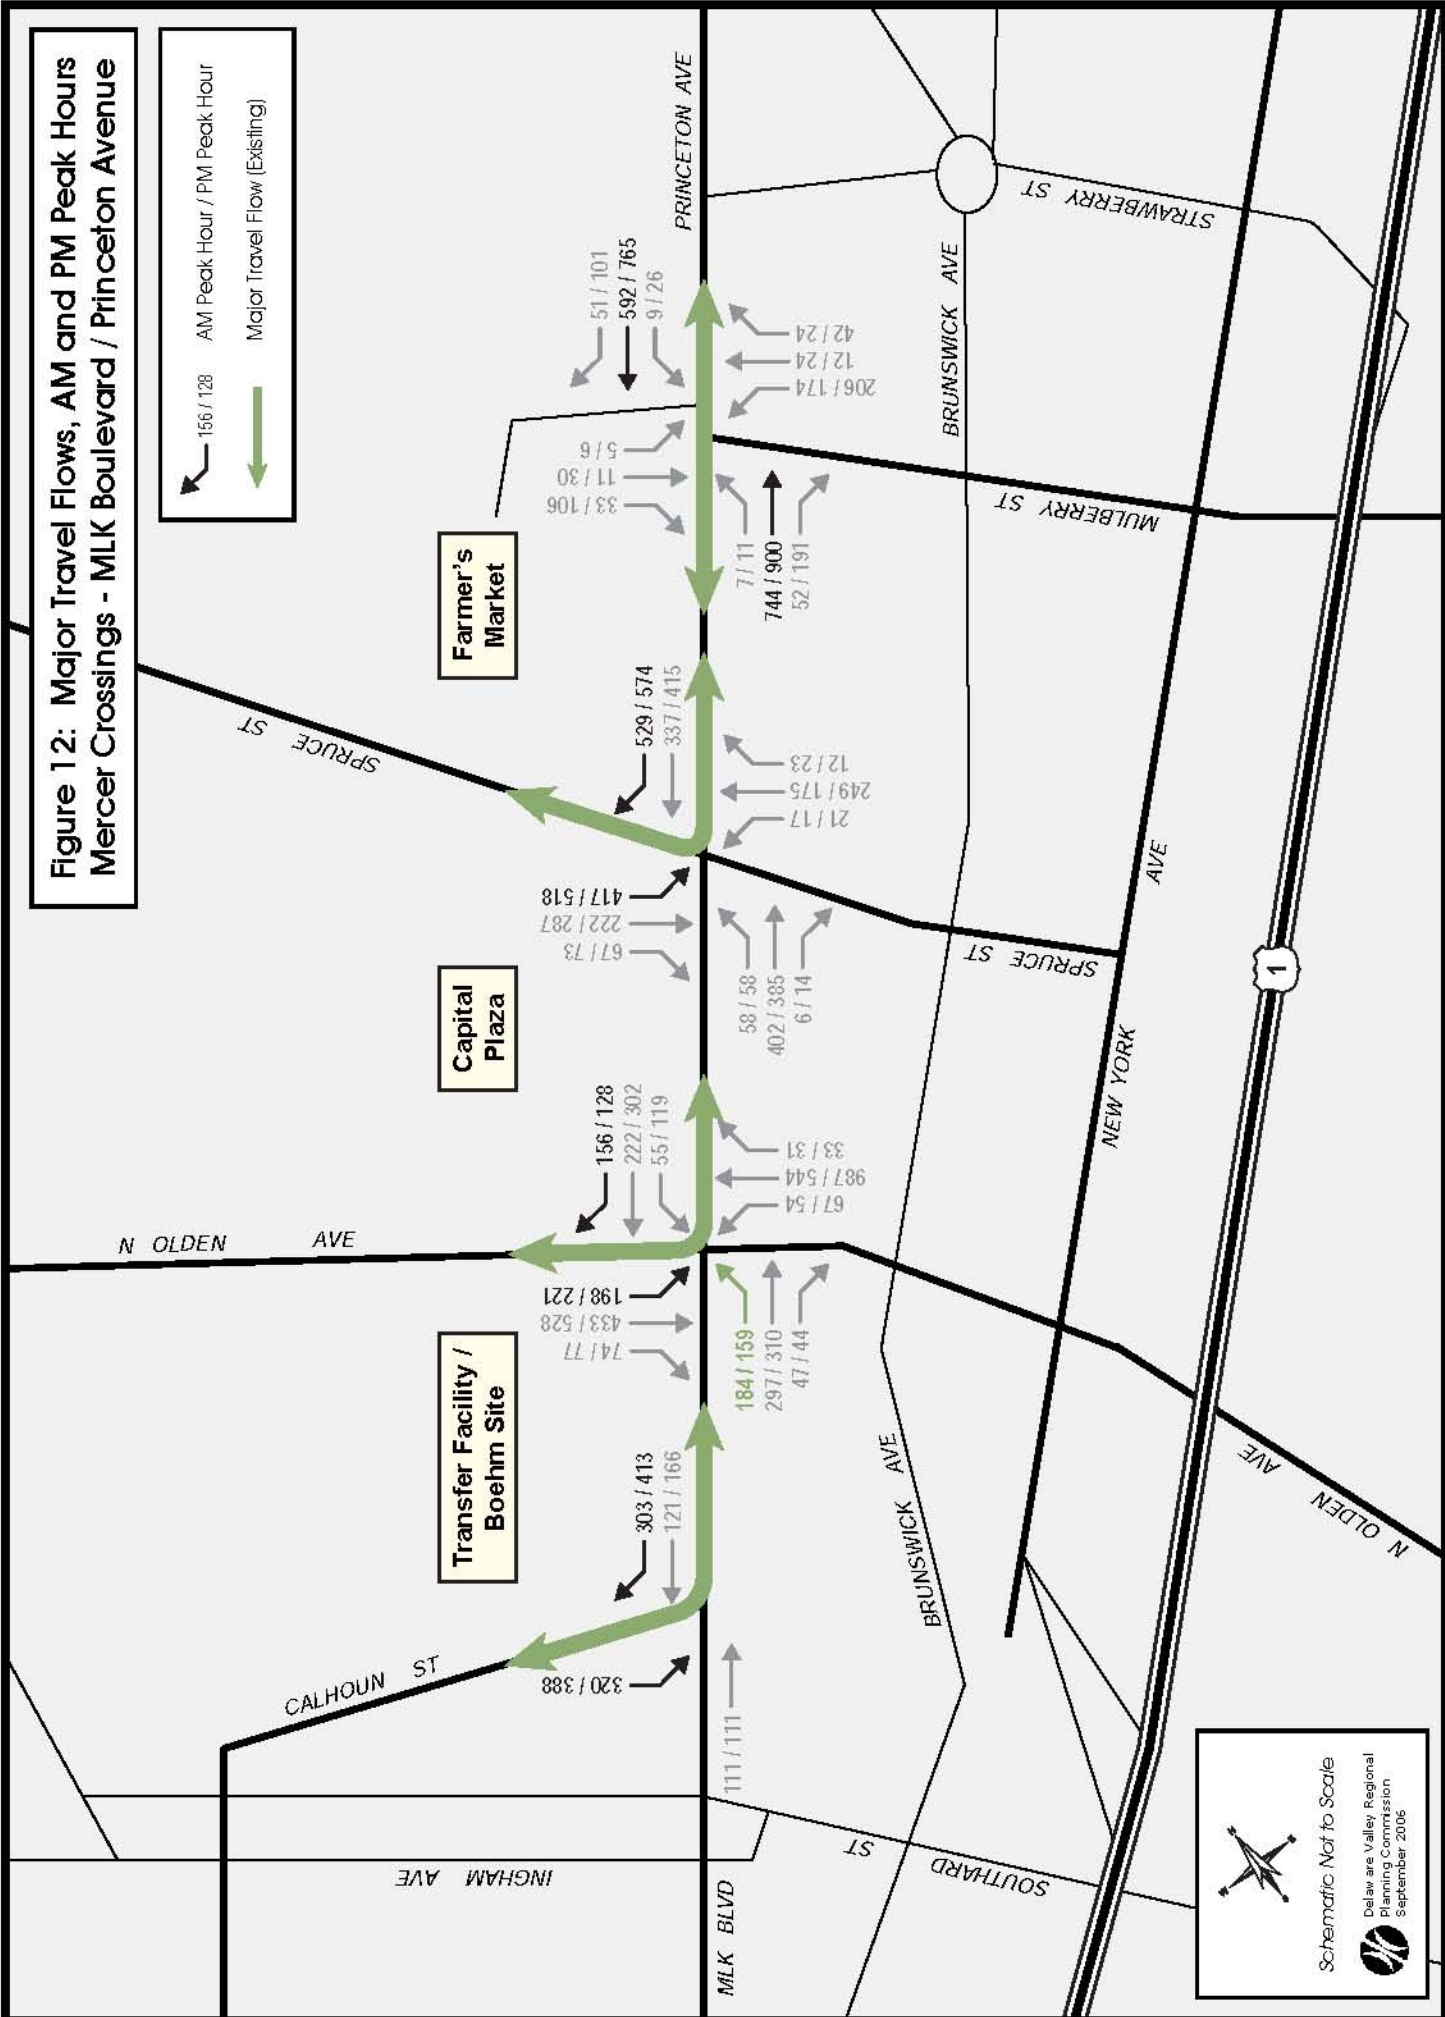 Figure 12: Major Travel Flows, AM and PM Peak Hours
Mercer Crossings - MLK Boulevard / Princeton Avenue
156 / 128 AM Peak Hour / PM Peak Hour
Major Travel Flow (Existing)
SPRUCE ST
N OLDEN AVE
CALHOUN ST
INGHAM AVE
Transfer Facility /
Boehm Site
Capital
Plaza
Farmer's
Market
320 / 388
303 / 413
121 / 166
111 / 111
198 / 221
433 / 528
74 / 77
156 / 128
222 / 302
55 / 119
184 / 159
297 / 310
47 / 44
33 / 31
987 / 544
67 / 54
417 / 518
222 / 287
67 / 73
529 / 574
337 / 415
58 / 58
402 / 385
6 / 14
12 / 23
249 / 175
21 / 17
5 / 6
11 / 30
33 / 106
51 / 101
592 / 765
9 / 26
7 / 11
744 / 900
52 / 191
42 / 24
12 / 24
206 / 174
MLK BLVD
PRINCETON AVE
SOUTHARD ST
BRUNSWICK AVE
BRUNSWICK AVE
SPRUCE ST
MULBERRY ST
STRAWBERRY ST
NEW YORK AVE
N OLDEN AVE
1
Schematic Not to Scale
Delaware Valley Regional
Planning Commission
September 2006